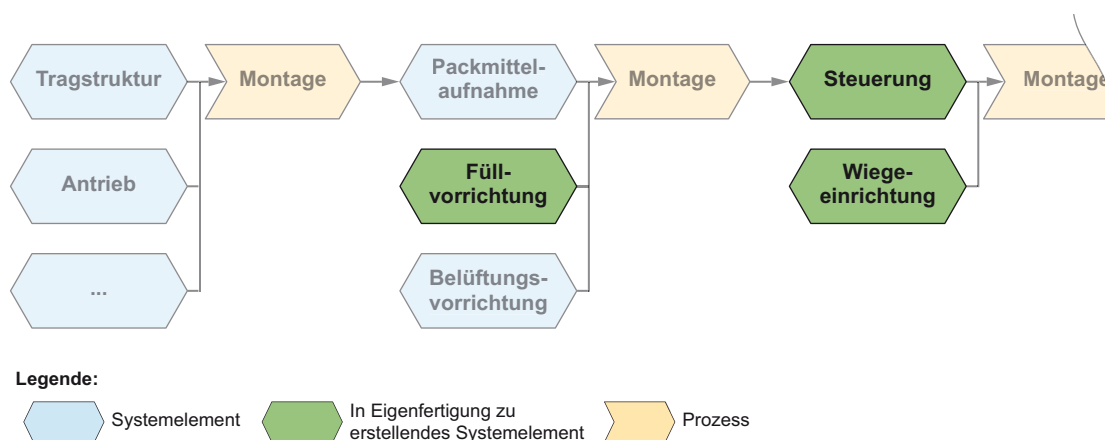 Tragstruktur
Montage
Packmittel-
aufnahme
Montage
Steuerung
Montage
Antrieb
Füll-
vorrichtung
Wiege-
einrichtung
...
Belüftungs-
vorrichtung
Legende:
Systemelement
In Eigenfertigung zu
erstellendes Systemelement
Prozess